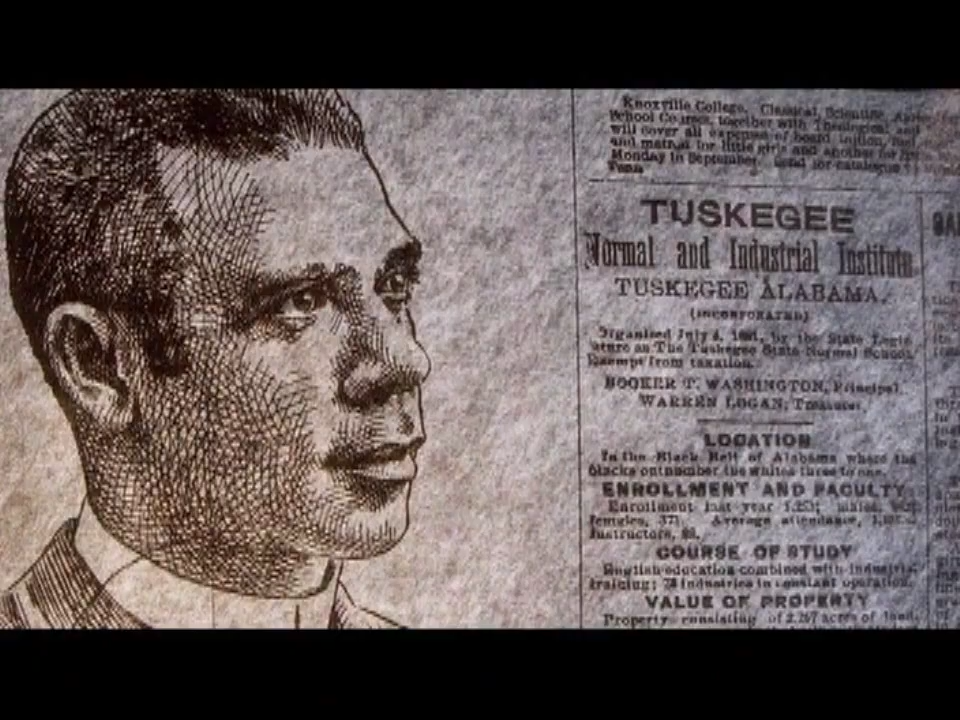 Knoxville College. Classical, Scientific,
School Courses, together with Theological and
will cover all expenses of board tuition,
and matron for little girls and another for
Monday in September. Send for catalogue
Tenn
TUSKEGEE
Normal and Industrial Institute
TUSKEGEE ALABAMA.
(INCORPORATED)
Organized July 4, 1881, by the State Legis
lature as The Tuskegee State Normal School.
Exempt from taxation.
BOOKER T. WASHINGTON, Principal.
WARREN LOGAN, Treasurer.
LOCATION
In the Black Belt of Alabama where the
blacks outnumber the whites three to one.
ENROLLMENT AND FACULTY
Enrollment last year 1,253; males,
females, 371. Average attendance,
Instructors, 88.
COURSE OF STUDY
English education combined with industrial
training; 28 industries in constant operation.
VALUE OF PROPERTY
Property consisting of 2,267 acres of land,